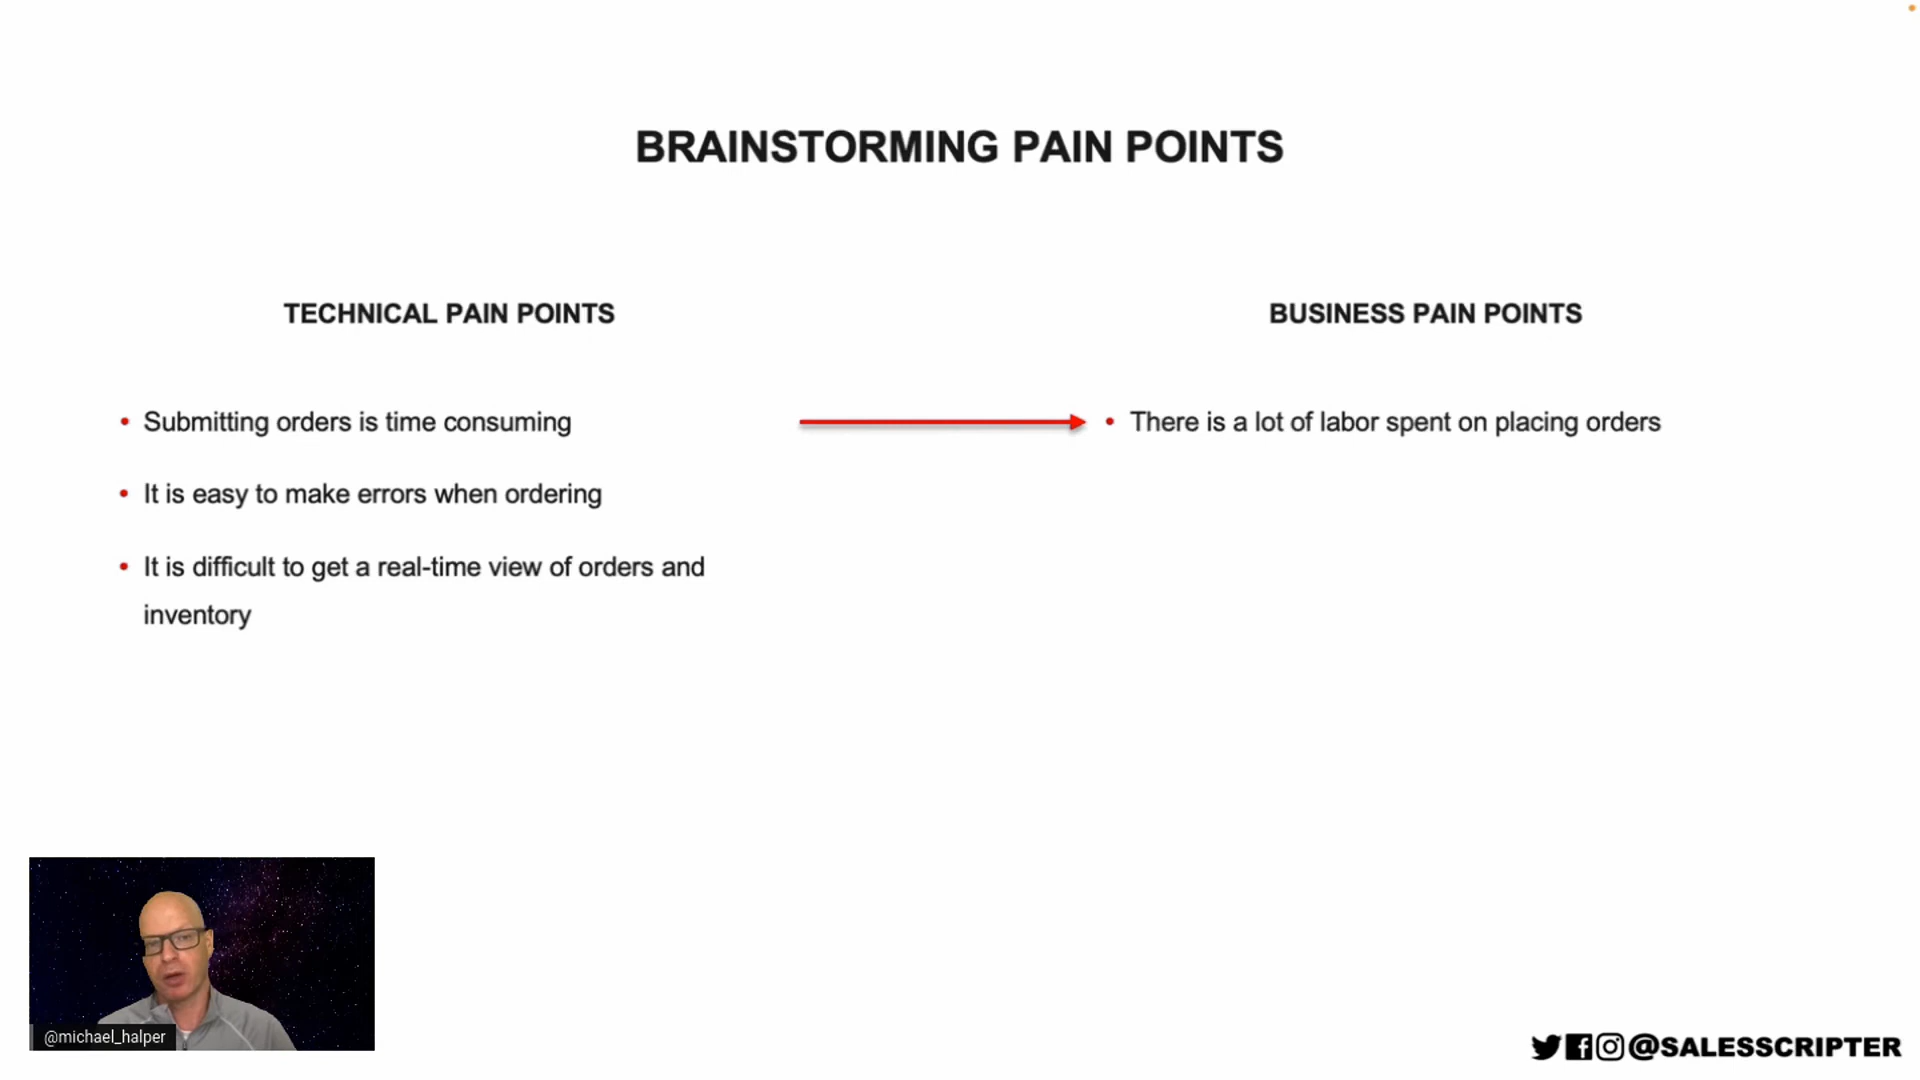 BRAINSTORMING PAIN POINTS
TECHNICAL PAIN POINTS
• Submitting orders is time consuming
• It is easy to make errors when ordering
• It is difficult to get a real-time view of orders and
inventory
BUSINESS PAIN POINTS
• There is a lot of labor spent on placing orders
@michael_halper
@SALESSCRIPTER